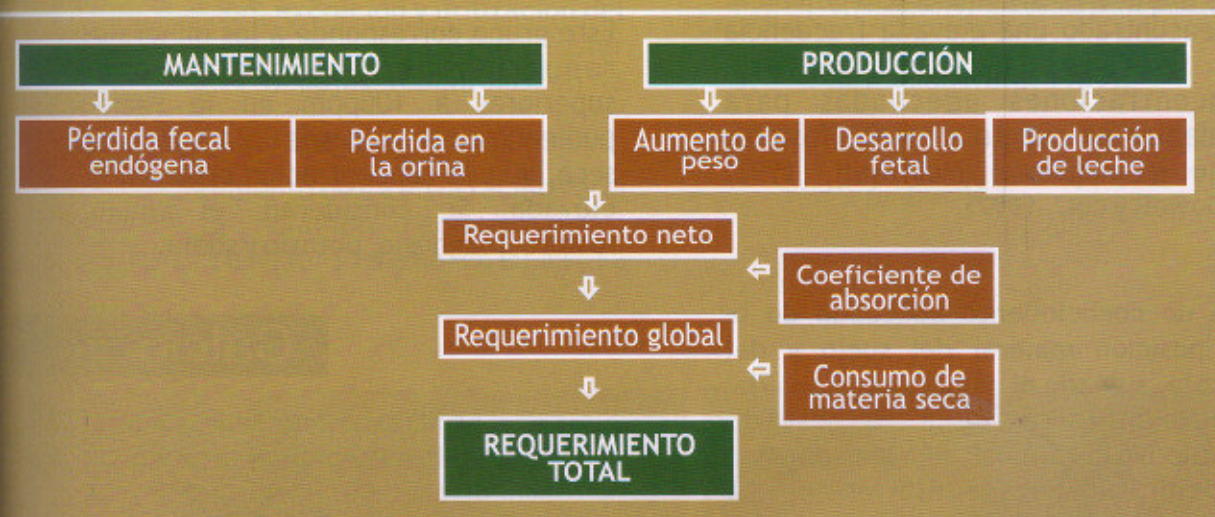 MANTENIMIENTO
PRODUCCIÓN
Pérdida fecal
endógena
Pérdida en
la orina
Aumento de
peso
Desarrollo
fetal
Producción
de leche
Requerimiento neto
Coeficiente de
absorción
Requerimiento global
Consumo de
materia seca
REQUERIMIENTO
TOTAL